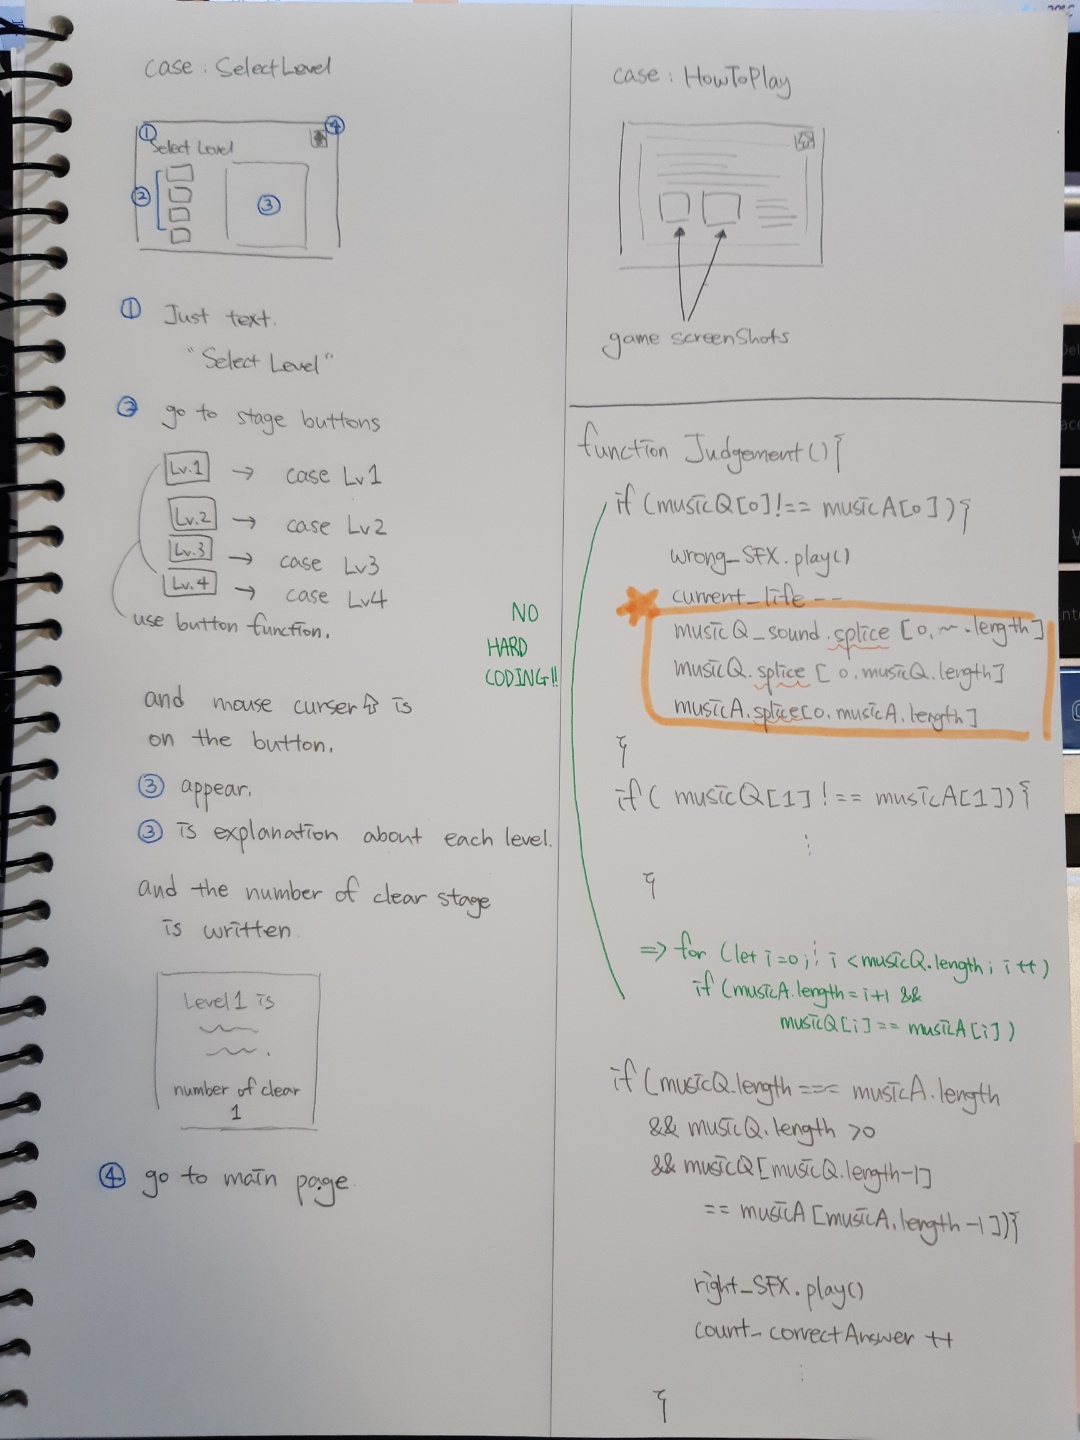 case : SelectLevel
① ④
Select Level
②
③
① Just text.
"Select Level"
② go to stage buttons
Lv.1 → case Lv1
Lv.2 → case Lv2
Lv.3 → case Lv3
Lv.4 → case Lv4
use button function.
and mouse curser is
on the button.
③ appear.
③ is explanation about each level.
and the number of clear stage
is written
Level 1 is
number of clear
1
④ go to main page.
case : HowToPlay
game screenShots
function Judgement(){
if (musicQ[0]!== musicA[0]){
wrong_SFX.play()
current_life --
musicQ_sound.splice [0, ~.length]
musicQ.splice [0. musicQ.length]
musicA.splice[0. musicA.length]
}
NO
HARD
CODING!!
if( musicQ[1] !== musicA[1]){
⋮
}
=> for (let i=0; i <musicQ.length; i++)
if (musicA.length = i+1 &&
musicQ[i] == musicA[i])
if (musicQ.length === musicA.length
&& musicQ.length >0
&& musicQ[musicQ.length-1]
== musicA[musicA.length-1]){
right_SFX.play()
count_correctAnswer ++
⋮
}